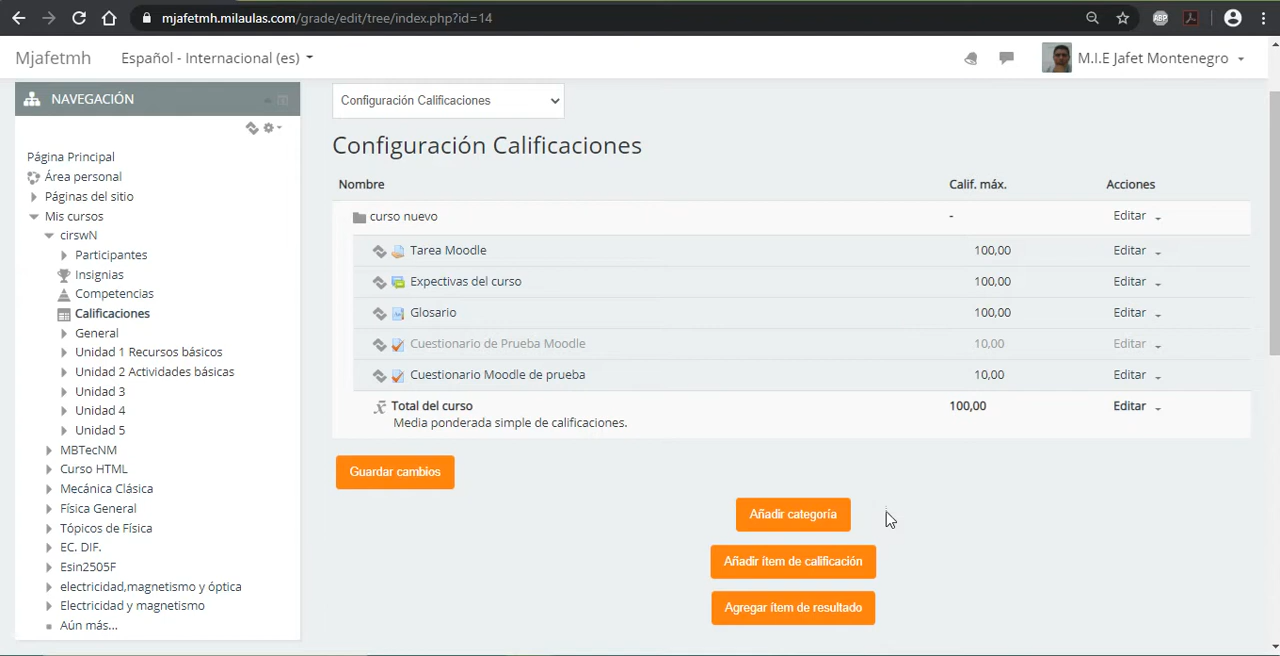 mjafetmh.milaulas.com/grade/edit/tree/index.php?id=14
ABP
Mjafetmh
Español - Internacional (es)
M.I.E Jafet Montenegro
NAVEGACIÓN
Página Principal
Área personal
Páginas del sitio
Mis cursos
cirswN
Participantes
Insignias
Competencias
Calificaciones
General
Unidad 1 Recursos básicos
Unidad 2 Actividades básicas
Unidad 3
Unidad 4
Unidad 5
MBTecNM
Curso HTML
Mecánica Clásica
Física General
Tópicos de Física
EC. DIF.
Esin2505F
electricidad,magnetismo y óptica
Electricidad y magnetismo
Aún más...
Configuración Calificaciones
Configuración Calificaciones
Nombre Calif. máx. Acciones
curso nuevo - Editar
Tarea Moodle 100,00 Editar
Expectivas del curso 100,00 Editar
Glosario 100,00 Editar
Cuestionario de Prueba Moodle 10,00 Editar
Cuestionario Moodle de prueba 10,00 Editar
Total del curso 100,00 Editar
Media ponderada simple de calificaciones.
Guardar cambios
Añadir categoría
Añadir ítem de calificación
Agregar ítem de resultado